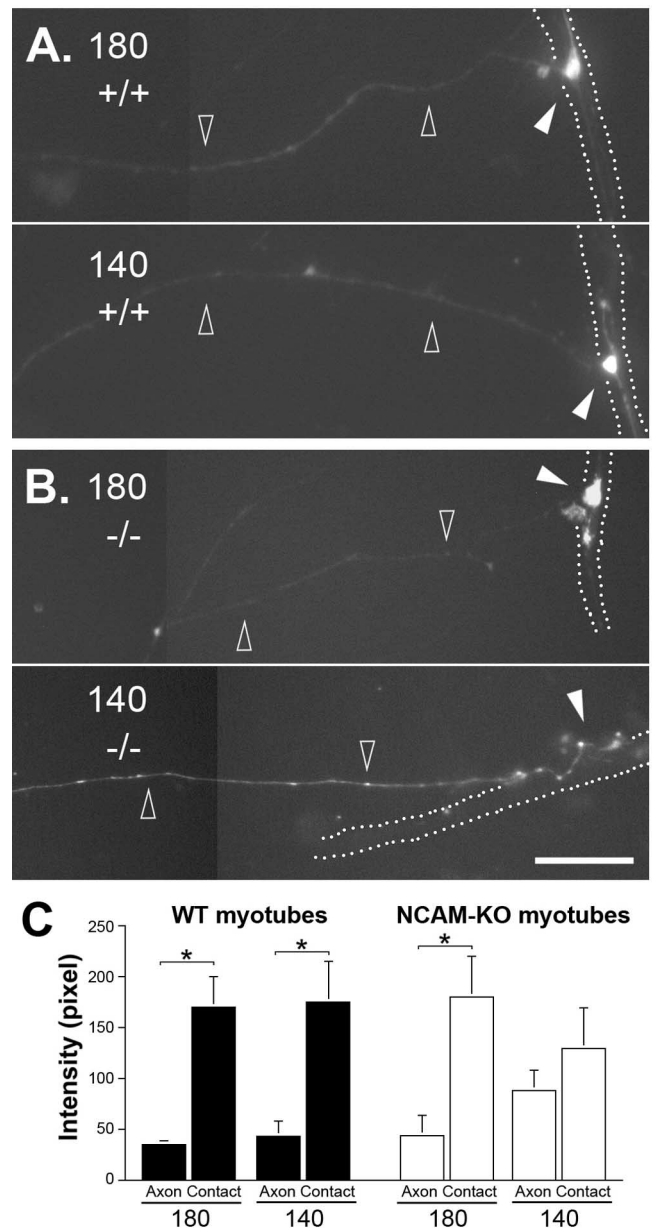 A. 180
+/+
140
+/+
B. 180
-/-
140
-/-
C WT myotubes NCAM-KO myotubes
Intensity (pixel)
250
200
150
100
50
0
* * *
Axon Contact Axon Contact Axon Contact Axon Contact
180 140 180 140